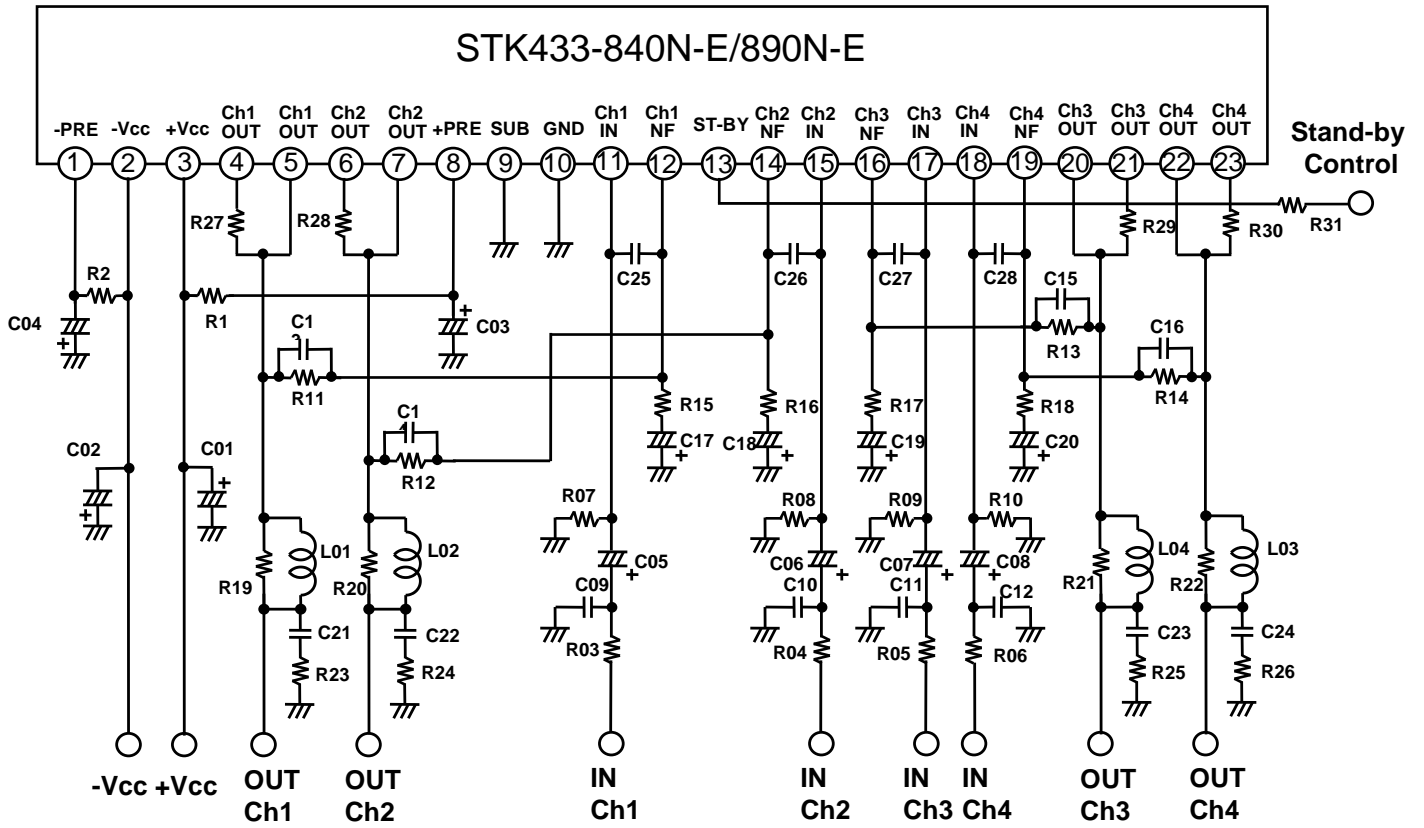 STK433-840N-E/890N-E
-PRE -Vcc +Vcc Ch1 OUT Ch1 OUT Ch2 OUT Ch2 OUT +PRE SUB GND Ch1 IN Ch1 NF ST-BY Ch2 NF Ch2 IN Ch3 NF Ch3 IN Ch4 IN Ch4 NF Ch3 OUT Ch3 OUT Ch4 OUT Ch4 OUT
1 2 3 4 5 6 7 8 9 10 11 12 13 14 15 16 17 18 19 20 21 22 23
Stand-by
Control
R27 R28 R29 R30 R31
R2 C25 C26 C27 C28 C15
C04 R1 C1 C03 R13 C16
R11 R15 R16 R17 R18 R14
C02 C01 C1 C17 C18 C19 C20
R12
R07 R08 R09 R10
L01 L02 C05 C06 C07 C08 L04 L03
R19 R20 C09 C10 C11 C12 R21 R22
C21 C22 C23 C24
R03 R04 R05 R06
R23 R24 R25 R26
-Vcc +Vcc OUT Ch1 OUT Ch2 IN Ch1 IN Ch2 IN Ch3 IN Ch4 OUT Ch3 OUT Ch4